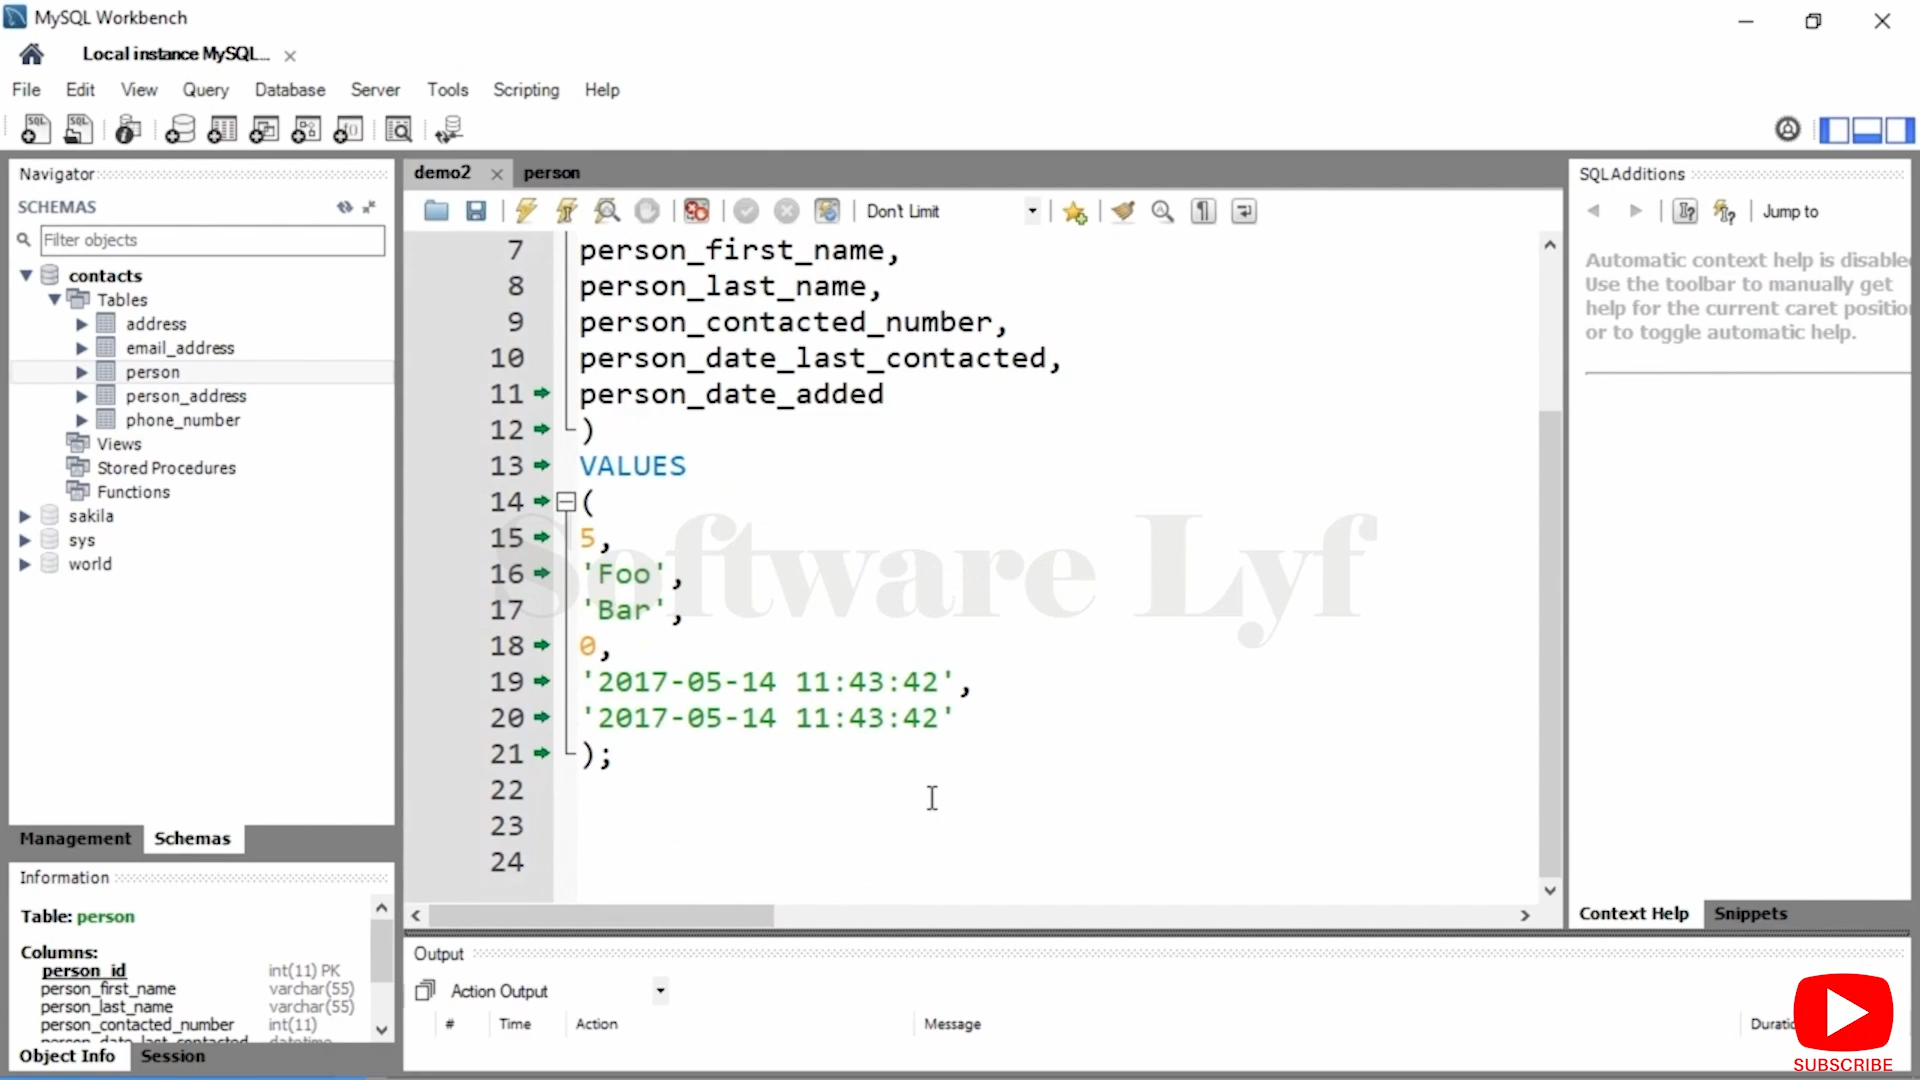 MySQL Workbench
Local instance MySQL...
File Edit View Query Database Server Tools Scripting Help
Navigator
SCHEMAS
Filter objects
contacts
Tables
address
email_address
person
person_address
phone_number
Views
Stored Procedures
Functions
sakila
sys
world
Management Schemas
Information
Table: person
Columns:
person_id int(11) PK
person_first_name varchar(55)
person_last_name varchar(55)
person_contacted_number int(11)
person_date_last_contacted datetime
Object Info Session
demo2 person
Don't Limit
7 person_first_name,
8 person_last_name,
9 person_contacted_number,
10 person_date_last_contacted,
11 person_date_added
12 )
13 VALUES
14 (
15 5,
16 'Foo',
17 'Bar',
18 0,
19 '2017-05-14 11:43:42',
20 '2017-05-14 11:43:42'
21 );
22
23
24
Software Lyf
Output
Action Output
# Time Action Message Duratio
SQLAdditions
Jump to
Automatic context help is disable
Use the toolbar to manually get
help for the current caret positio
or to toggle automatic help.
Context Help Snippets
SUBSCRIBE